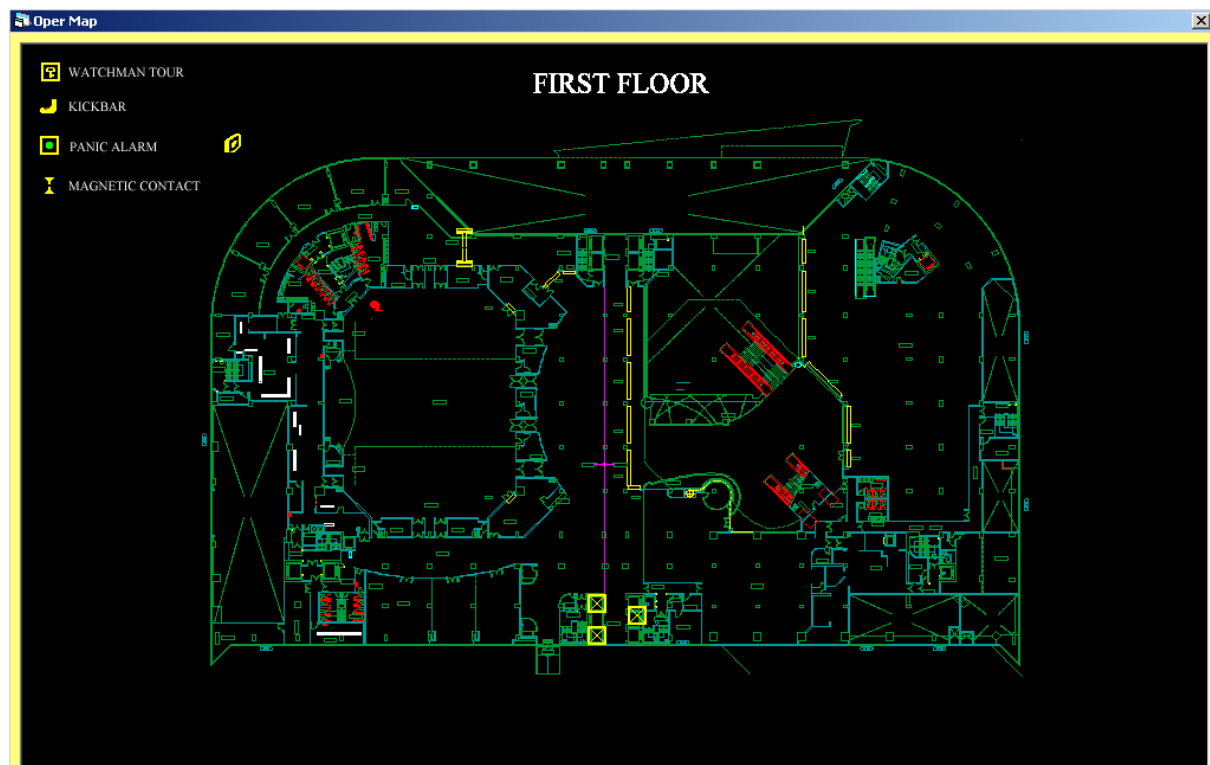 Oper Map
WATCHMAN TOUR
FIRST FLOOR
KICKBAR
PANIC ALARM
MAGNETIC CONTACT